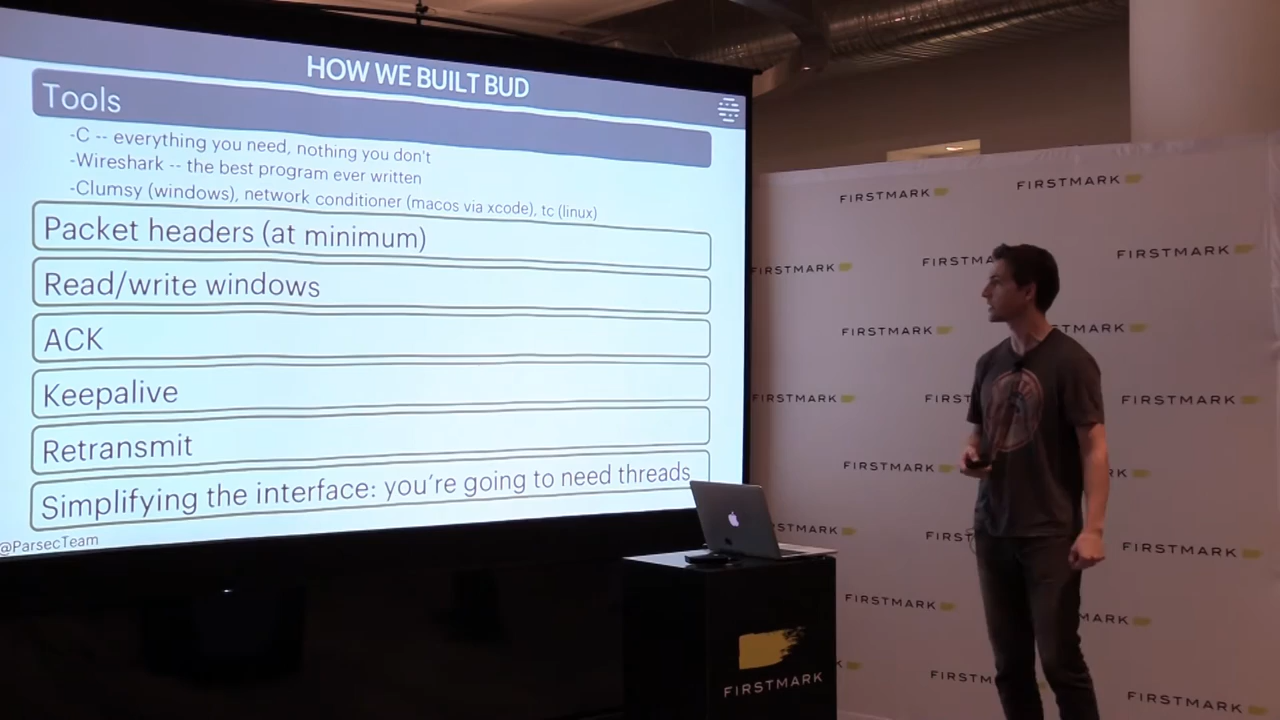 HOW WE BUILT BUD
Tools
-C -- everything you need, nothing you don't
-Wireshark -- the best program ever written
-Clumsy (windows), network conditioner (macos via xcode), tc (linux)
Packet headers (at minimum)
Read/write windows
ACK
Keepalive
Retransmit
Simplifying the interface: you're going to need threads
@ParsecTeam
FIRSTMARK
FIRSTMARK
FIRSTMARK
FIRSTMARK
FIRSTMARK
FIRSTMARK
FIRSTMARK
FIRSTMARK
FIRSTMARK
FIRSTMARK
FIRSTMARK
FIRSTMARK